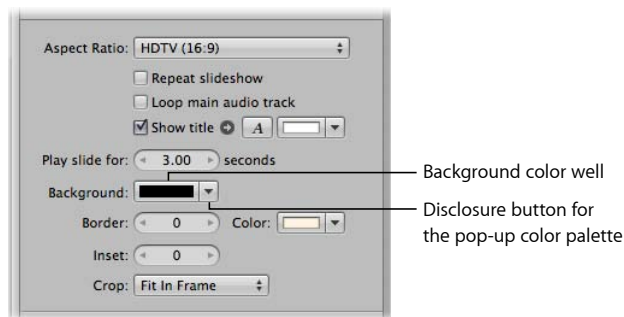 Aspect Ratio: HDTV (16:9)
Repeat slideshow
Loop main audio track
Show title A
Play slide for: 3.00 seconds
Background:
Border: 0 Color:
Inset: 0
Crop: Fit In Frame
Background color well
Disclosure button for
the pop-up color palette